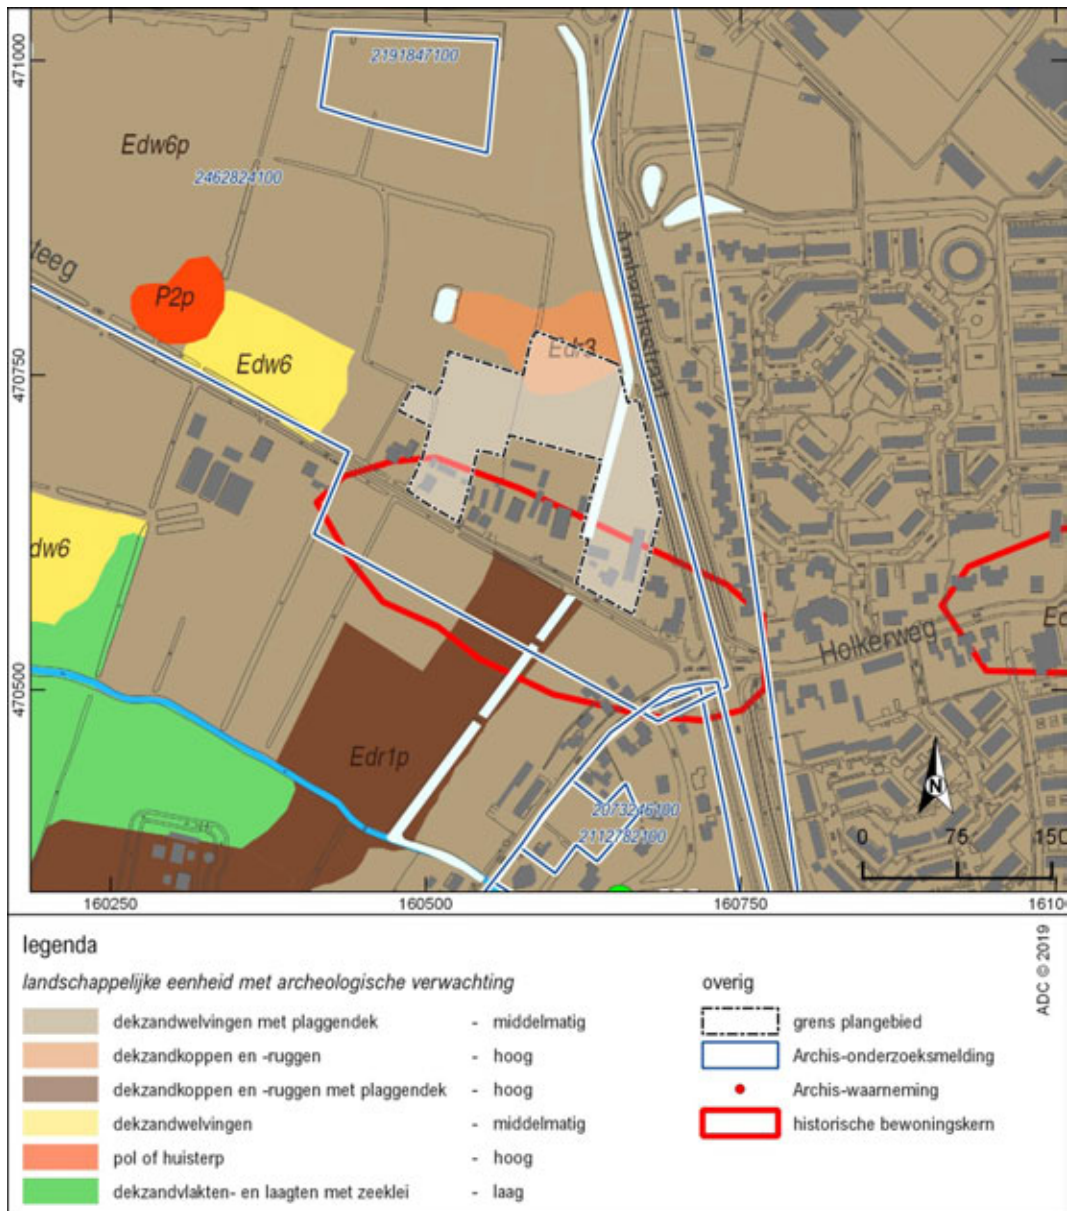 471000
470750
470500
2191847100
Edw6p
2462824100
teeg
P2p
Edw6
Edr3
dw6
Holkerweg
Ed
Edr1p
2073246100
2112782100
N
0 75 150
160250 160500 160750 1610
legenda
landschappelijke eenheid met archeologische verwachting
dekzandwelvingen met plaggendek - middelmatig
dekzandkoppen en -ruggen - hoog
dekzandkoppen en -ruggen met plaggendek - hoog
dekzandwelvingen - middelmatig
pol of huisterp - hoog
dekzandvlakten- en laagten met zeeklei - laag
overig
grens plangebied
Archis-onderzoeksmelding
Archis-waarneming
historische bewoningskern
ADC © 2019